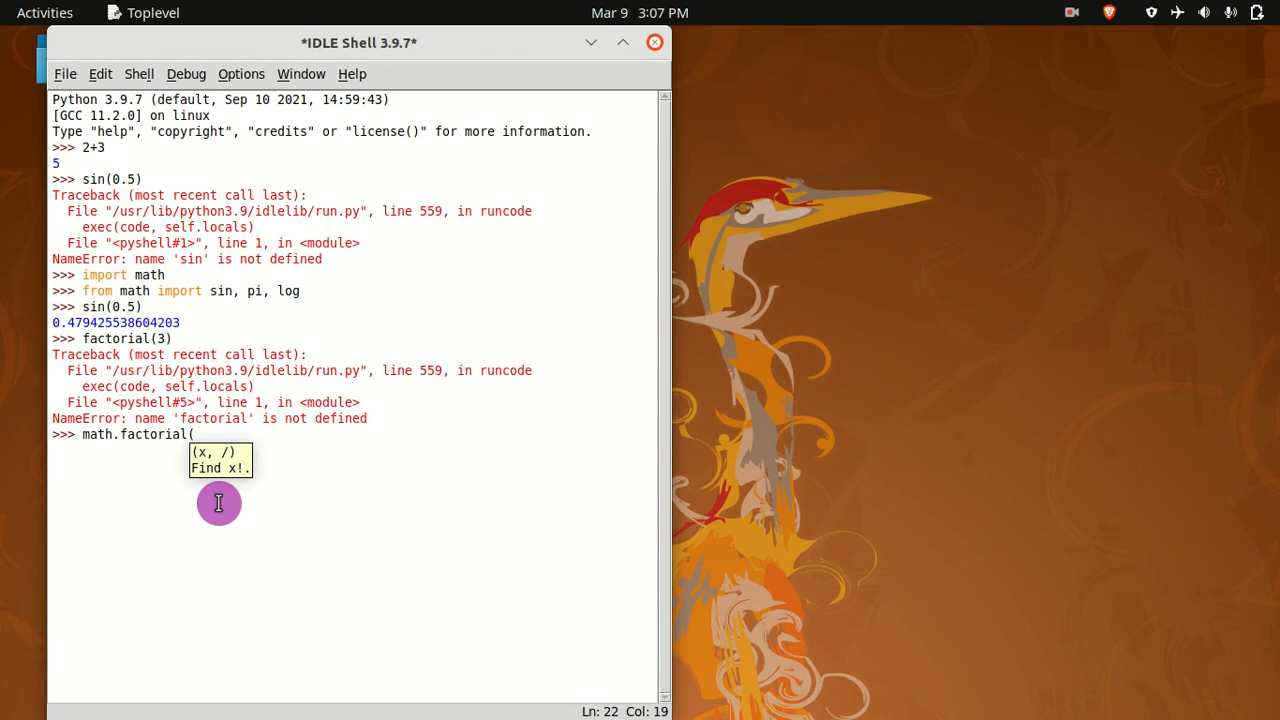 Activities
Toplevel
Mar 9 3:07 PM
*IDLE Shell 3.9.7*
File Edit Shell Debug Options Window Help
Python 3.9.7 (default, Sep 10 2021, 14:59:43)
[GCC 11.2.0] on linux
Type "help", "copyright", "credits" or "license()" for more information.
>>> 2+3
5
>>> sin(0.5)
Traceback (most recent call last):
  File "/usr/lib/python3.9/idlelib/run.py", line 559, in runcode
    exec(code, self.locals)
  File "<pyshell#1>", line 1, in <module>
NameError: name 'sin' is not defined
>>> import math
>>> from math import sin, pi, log
>>> sin(0.5)
0.479425538604203
>>> factorial(3)
Traceback (most recent call last):
  File "/usr/lib/python3.9/idlelib/run.py", line 559, in runcode
    exec(code, self.locals)
  File "<pyshell#5>", line 1, in <module>
NameError: name 'factorial' is not defined
>>> math.factorial(
(x, /)
Find x!.
Ln: 22 Col: 19